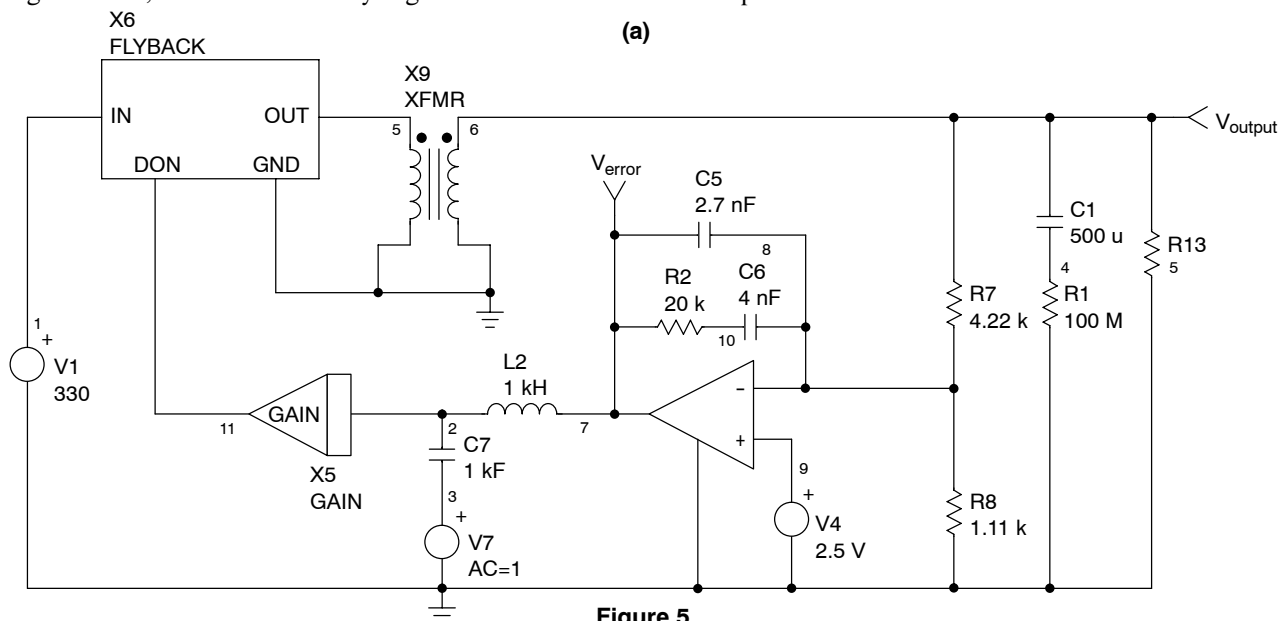 X6
(a)
FLYBACK
X9
XFMR
IN
OUT
5
6
V_output
DON
GND
V_error
C5
2.7 nF
8
C1
500 u
R13
5
R2
20 k
C6
4 nF
10
4
R1
100 M
R7
4.22 k
1
+
V1
330
L2
1 kH
−
GAIN
11
2
7
+
C7
1 kF
9
X5
GAIN
3
+
V7
AC=1
+
V4
2.5 V
R8
1.11 k
Figure 5